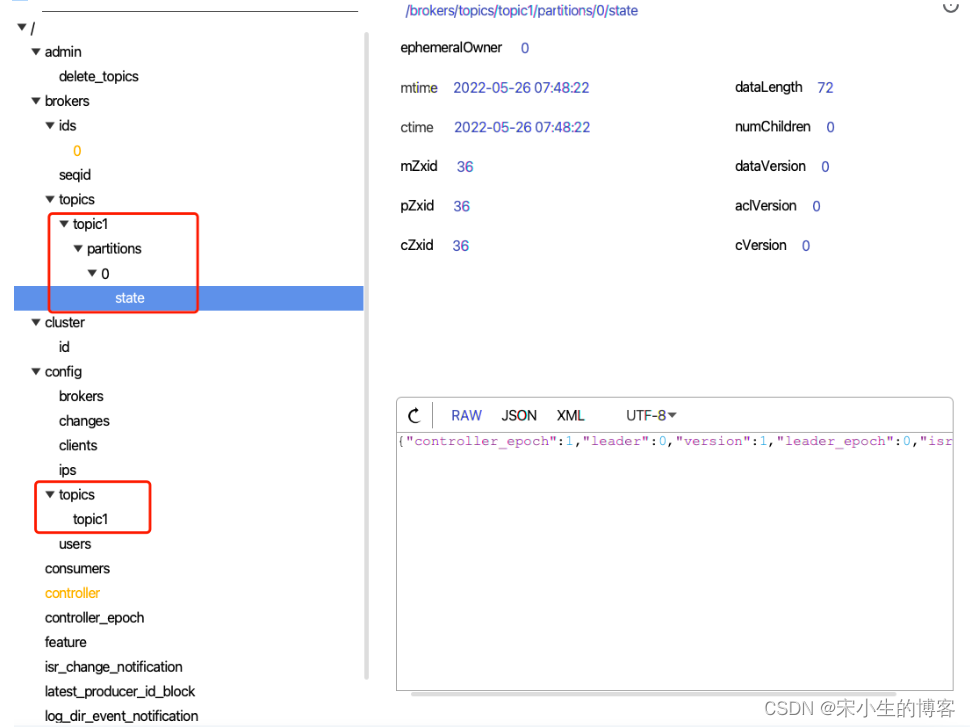 /
admin
delete_topics
brokers
ids
0
seqid
topics
topic1
partitions
0
state
cluster
id
config
brokers
changes
clients
ips
topics
topic1
users
consumers
controller
controller_epoch
feature
isr_change_notification
latest_producer_id_block
log_dir_event_notification
/brokers/topics/topic1/partitions/0/state
ephemeralOwner 0
mtime 2022-05-26 07:48:22 dataLength 72
ctime 2022-05-26 07:48:22 numChildren 0
mZxid 36 dataVersion 0
pZxid 36 aclVersion 0
cZxid 36 cVersion 0
RAW JSON XML UTF-8
{"controller_epoch":1,"leader":0,"version":1,"leader_epoch":0,"isr
CSDN @宋小生的博客